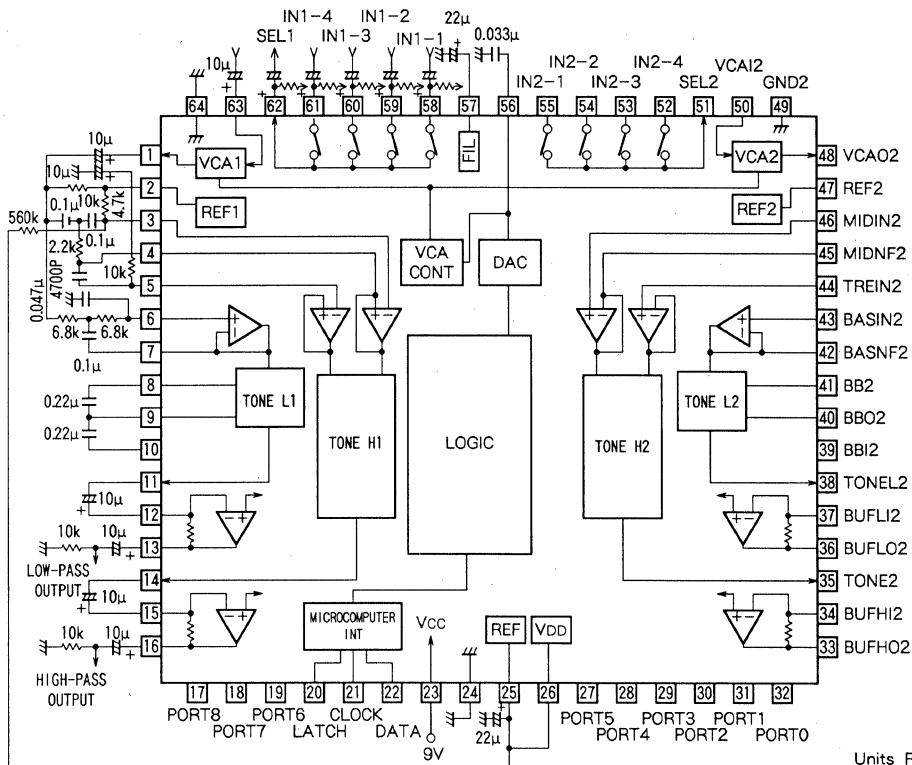 IN1-4 IN1-2
SEL1 IN1-3 IN1-1
22μ
0.033μ
10μ
IN2-2 IN2-4 VCAI2
IN2-1 IN2-3 SEL2 GND2
64 63 62 61 60 59 58 57 56 55 54 53 52 51 50 49
+ + + + + +
1
2
3
4
5
6
7
8
9
10
11
12
13
14
15
16
10μ
10μ
10k
4.7k
560k
0.1μ
0.1μ
2.2k
10k
4700P
0.047μ
6.8k 6.8k
0.1μ
0.22μ
0.22μ
10μ
10k 10μ
LOW-PASS
OUTPUT
10μ
10k 10μ
HIGH-PASS
OUTPUT
VCA1
FIL
VCA2
REF1
REF2
VCA
CONT
DAC
TONE L1
TONE H1
LOGIC
TONE H2
TONE L2
MICROCOMPUTER
INT
VCC
REF
VDD
48 VCAO2
47 REF2
46 MIDIN2
45 MIDNF2
44 TREIN2
43 BASIN2
42 BASNF2
41 BB2
40 BBO2
39 BBI2
38 TONEL2
37 BUFLI2
36 BUFLO2
35 TONE2
34 BUFHI2
33 BUFHO2
17 18 19 20 21 22 23 24 25 26 27 28 29 30 31 32
PORT8 PORT6 CLOCK PORT5 PORT3 PORT1
PORT7 LATCH DATA PORT4 PORT2 PORT0
9V
22μ
Units F